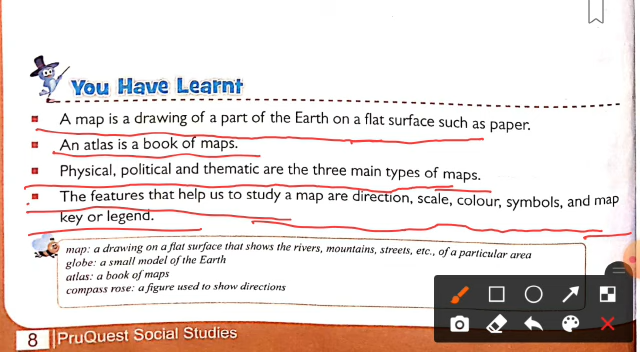 You Have Learnt
A map is a drawing of a part of the Earth on a flat surface such as paper.
An atlas is a book of maps.
Physical, political and thematic are the three main types of maps.
The features that help us to study a map are direction, scale, colour, symbols, and map
key or legend.
map: a drawing on a flat surface that shows the rivers, mountains, streets, etc., of a particular area
globe: a small model of the Earth
atlas: a book of maps
compass rose: a figure used to show directions
8 PruQuest Social Studies